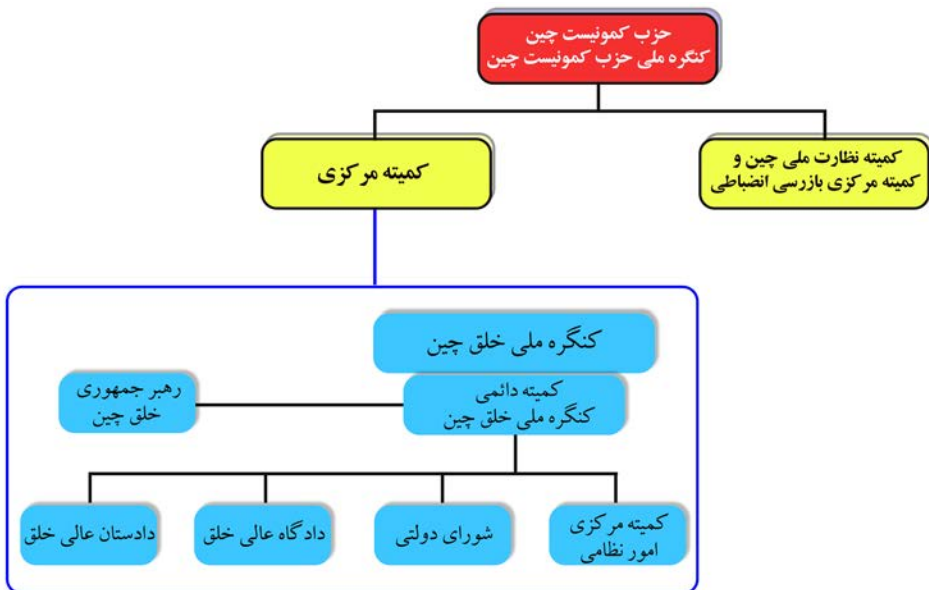 حزب کمونیست چین
کنگره ملی حزب کمونیست چین
کمیته نظارت ملی چین و
کمیته مرکزی بازرسی انضباطی
کمیته مرکزی
کنگره ملی خلق چین
کمیته دائمی
کنگره ملی خلق چین
رهبر جمهوری
خلق چین
کمیته مرکزی
امور نظامی
شورای دولتی
دادگاه عالی خلق
دادستان عالی خلق